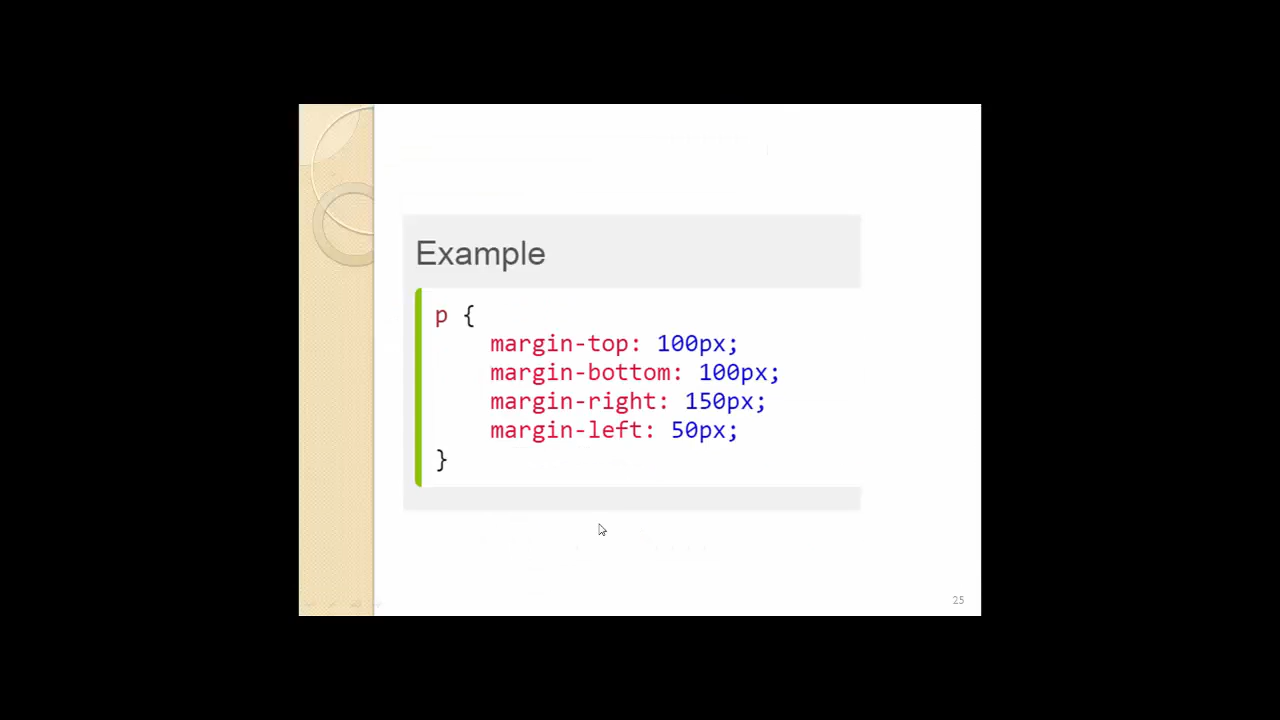 Example
p {
margin-top: 100px;
margin-bottom: 100px;
margin-right: 150px;
margin-left: 50px;
}
25